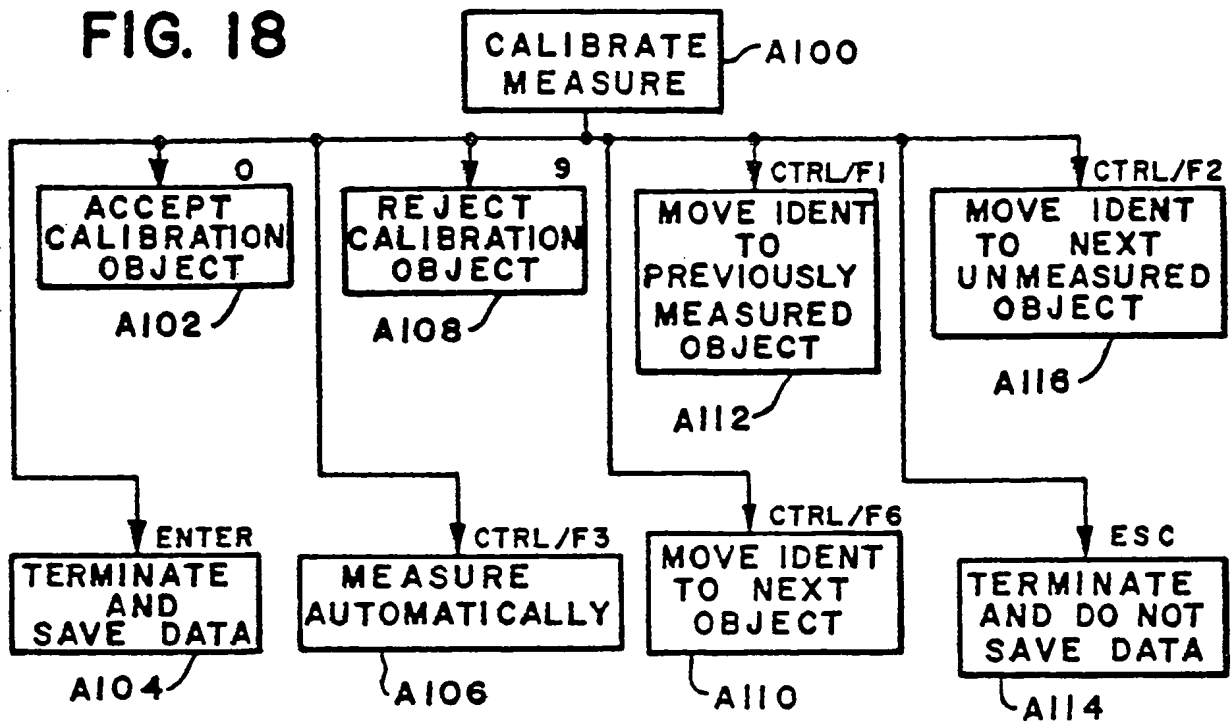 FIG. 18
CALIBRATE
MEASURE
A100
0
ACCEPT
CALIBRATION
OBJECT
A102
9
REJECT
CALIBRATION
OBJECT
A108
CTRL/F1
MOVE IDENT
TO
PREVIOUSLY
MEASURED
OBJECT
A112
CTRL/F2
MOVE IDENT
TO NEXT
UNMEASURED
OBJECT
A116
ENTER
TERMINATE
AND
SAVE DATA
A104
CTRL/F3
MEASURE
AUTOMATICALLY
A106
CTRL/F6
MOVE IDENT
TO NEXT
OBJECT
A110
ESC
TERMINATE
AND DO NOT
SAVE DATA
A114